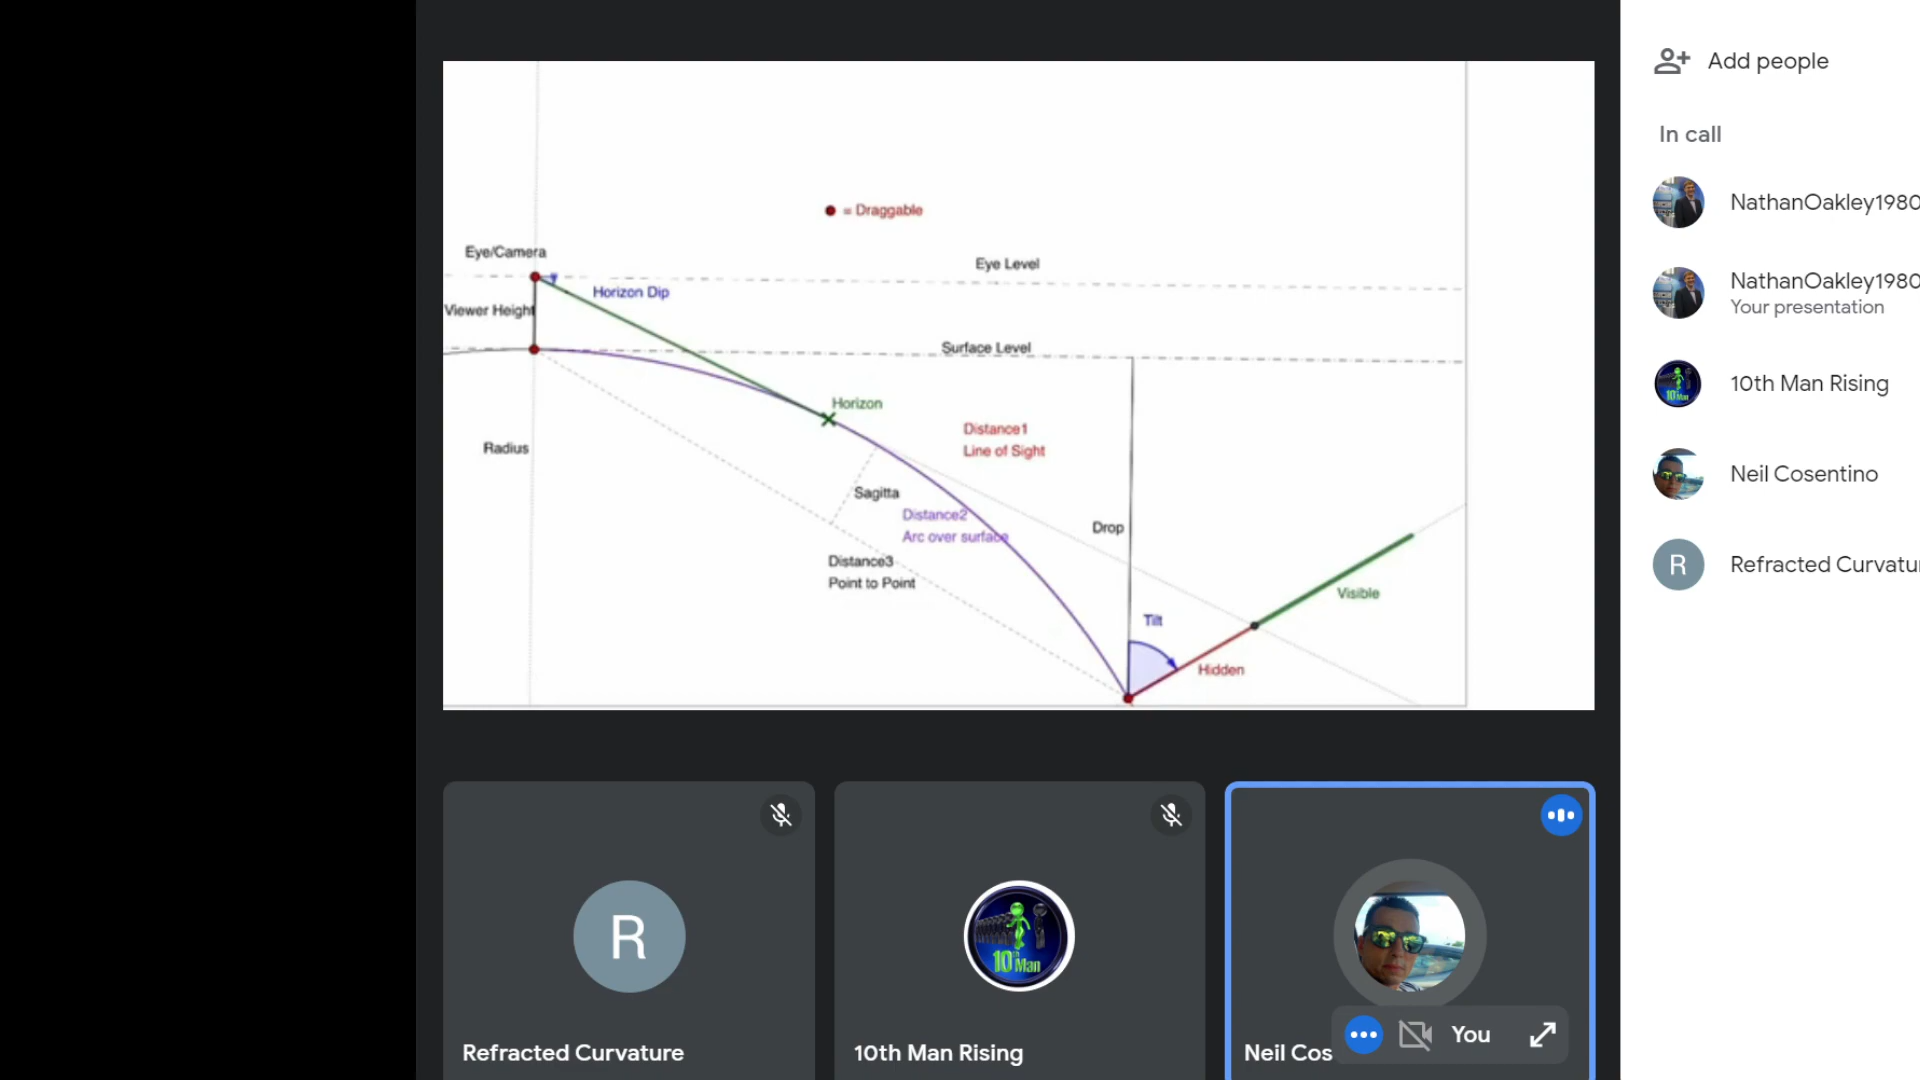 = Draggable
Eye/Camera
Eye Level
Horizon Dip
Viewer Height
Surface Level
Horizon
Distance1
Line of Sight
Radius
Sagitta
Distance2
Arc over surface
Drop
Distance3
Point to Point
Visible
Tilt
Hidden
Add people
In call
NathanOakley1980
NathanOakley1980
Your presentation
10th Man Rising
Neil Cosentino
R
Refracted Curvatu
R
10th Man
Refracted Curvature
10th Man Rising
Neil Cos
You